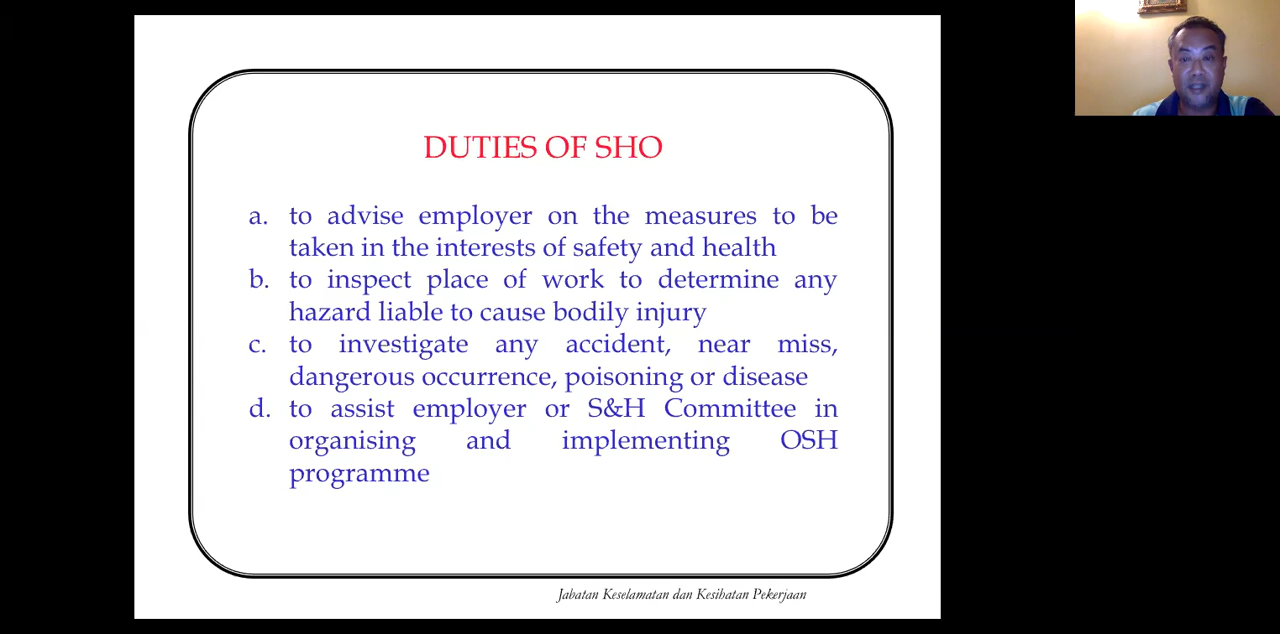 DUTIES OF SHO
a. to advise employer on the measures to be
taken in the interests of safety and health
b. to inspect place of work to determine any
hazard liable to cause bodily injury
c. to investigate any accident, near miss,
dangerous occurrence, poisoning or disease
d. to assist employer or S&H Committee in
organising and implementing OSH
programme
Jabatan Keselamatan dan Kesihatan Pekerjaan